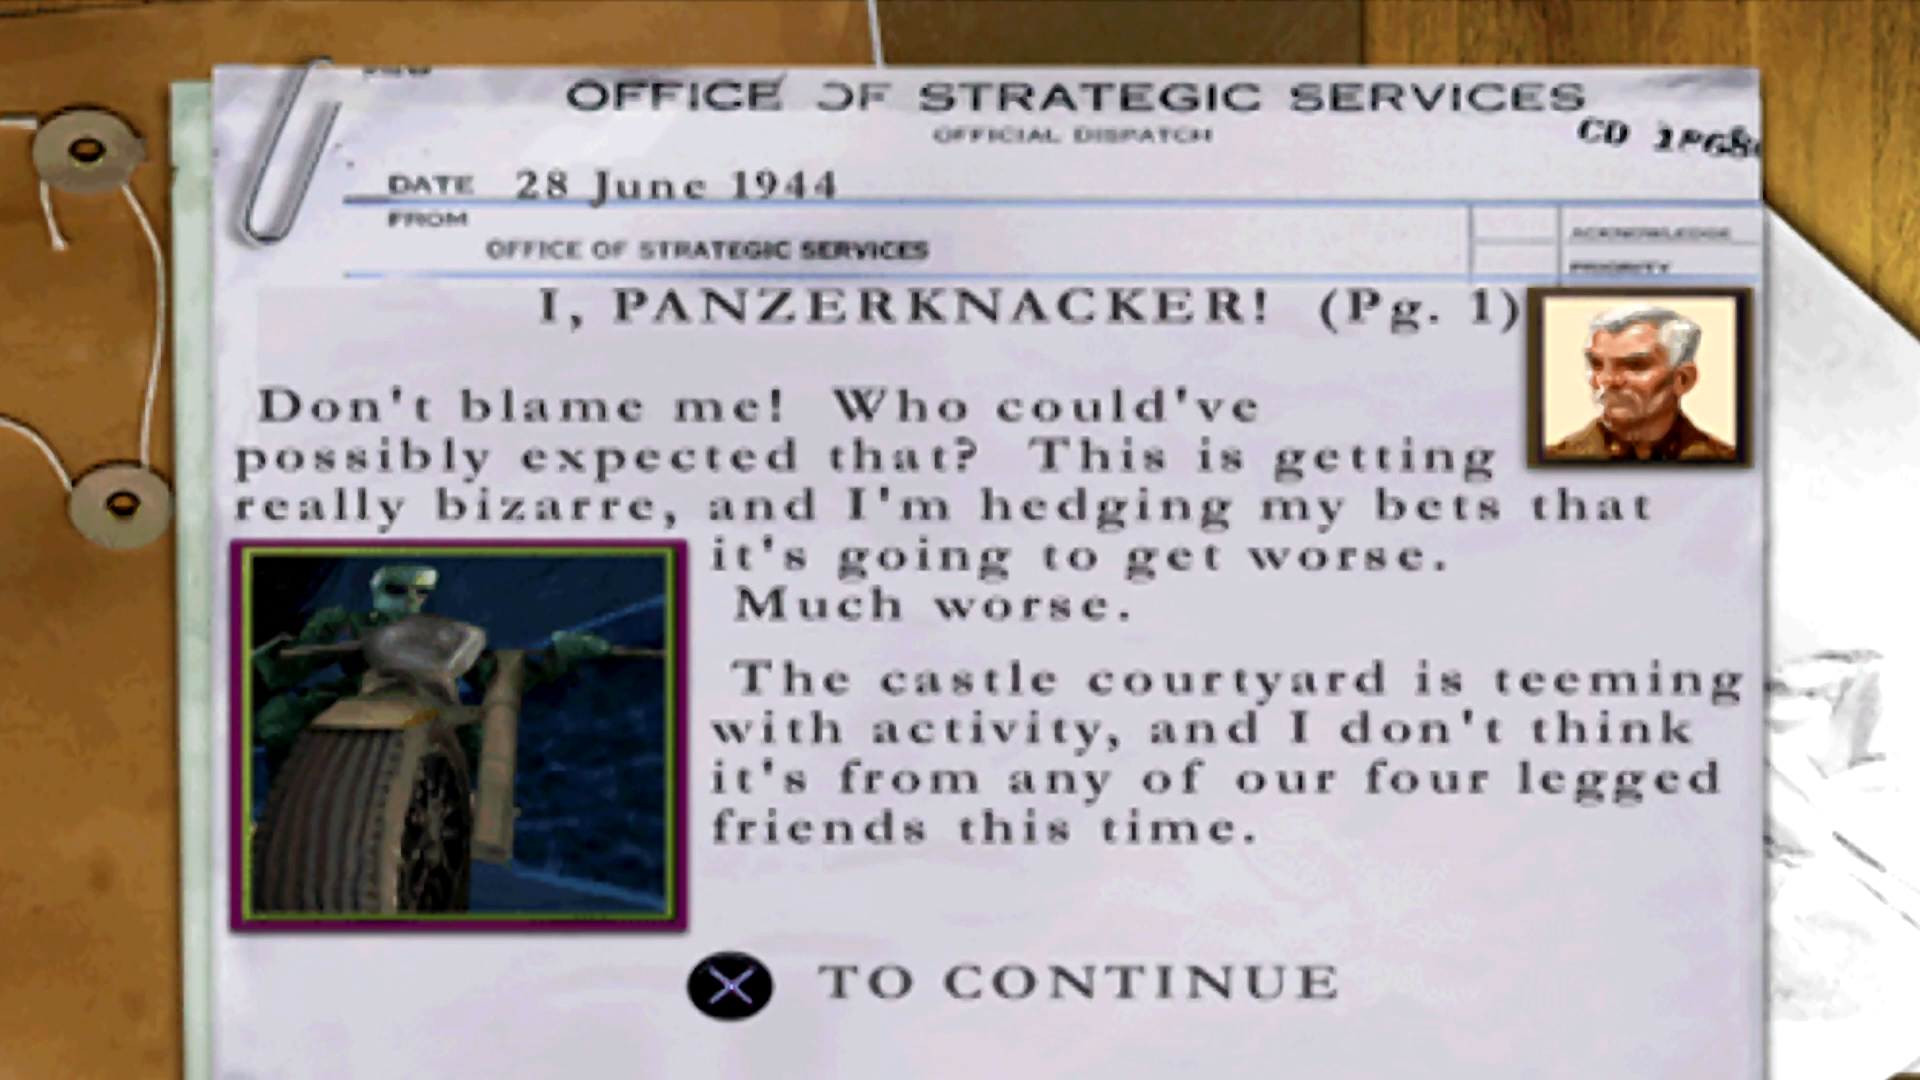 OFFICE OF STRATEGIC SERVICES
OFFICIAL DISPATCH
CD
DATE 28 June 1944
FROM
OFFICE OF STRATEGIC SERVICES
ACKNOWLEDGE
PRIORITY
I, PANZERKNACKER! (Pg. 1)
Don't blame me! Who could've
possibly expected that? This is getting
really bizarre, and I'm hedging my bets that
it's going to get worse.
Much worse.
The castle courtyard is teeming
with activity, and I don't think
it's from any of our four legged
friends this time.
TO CONTINUE